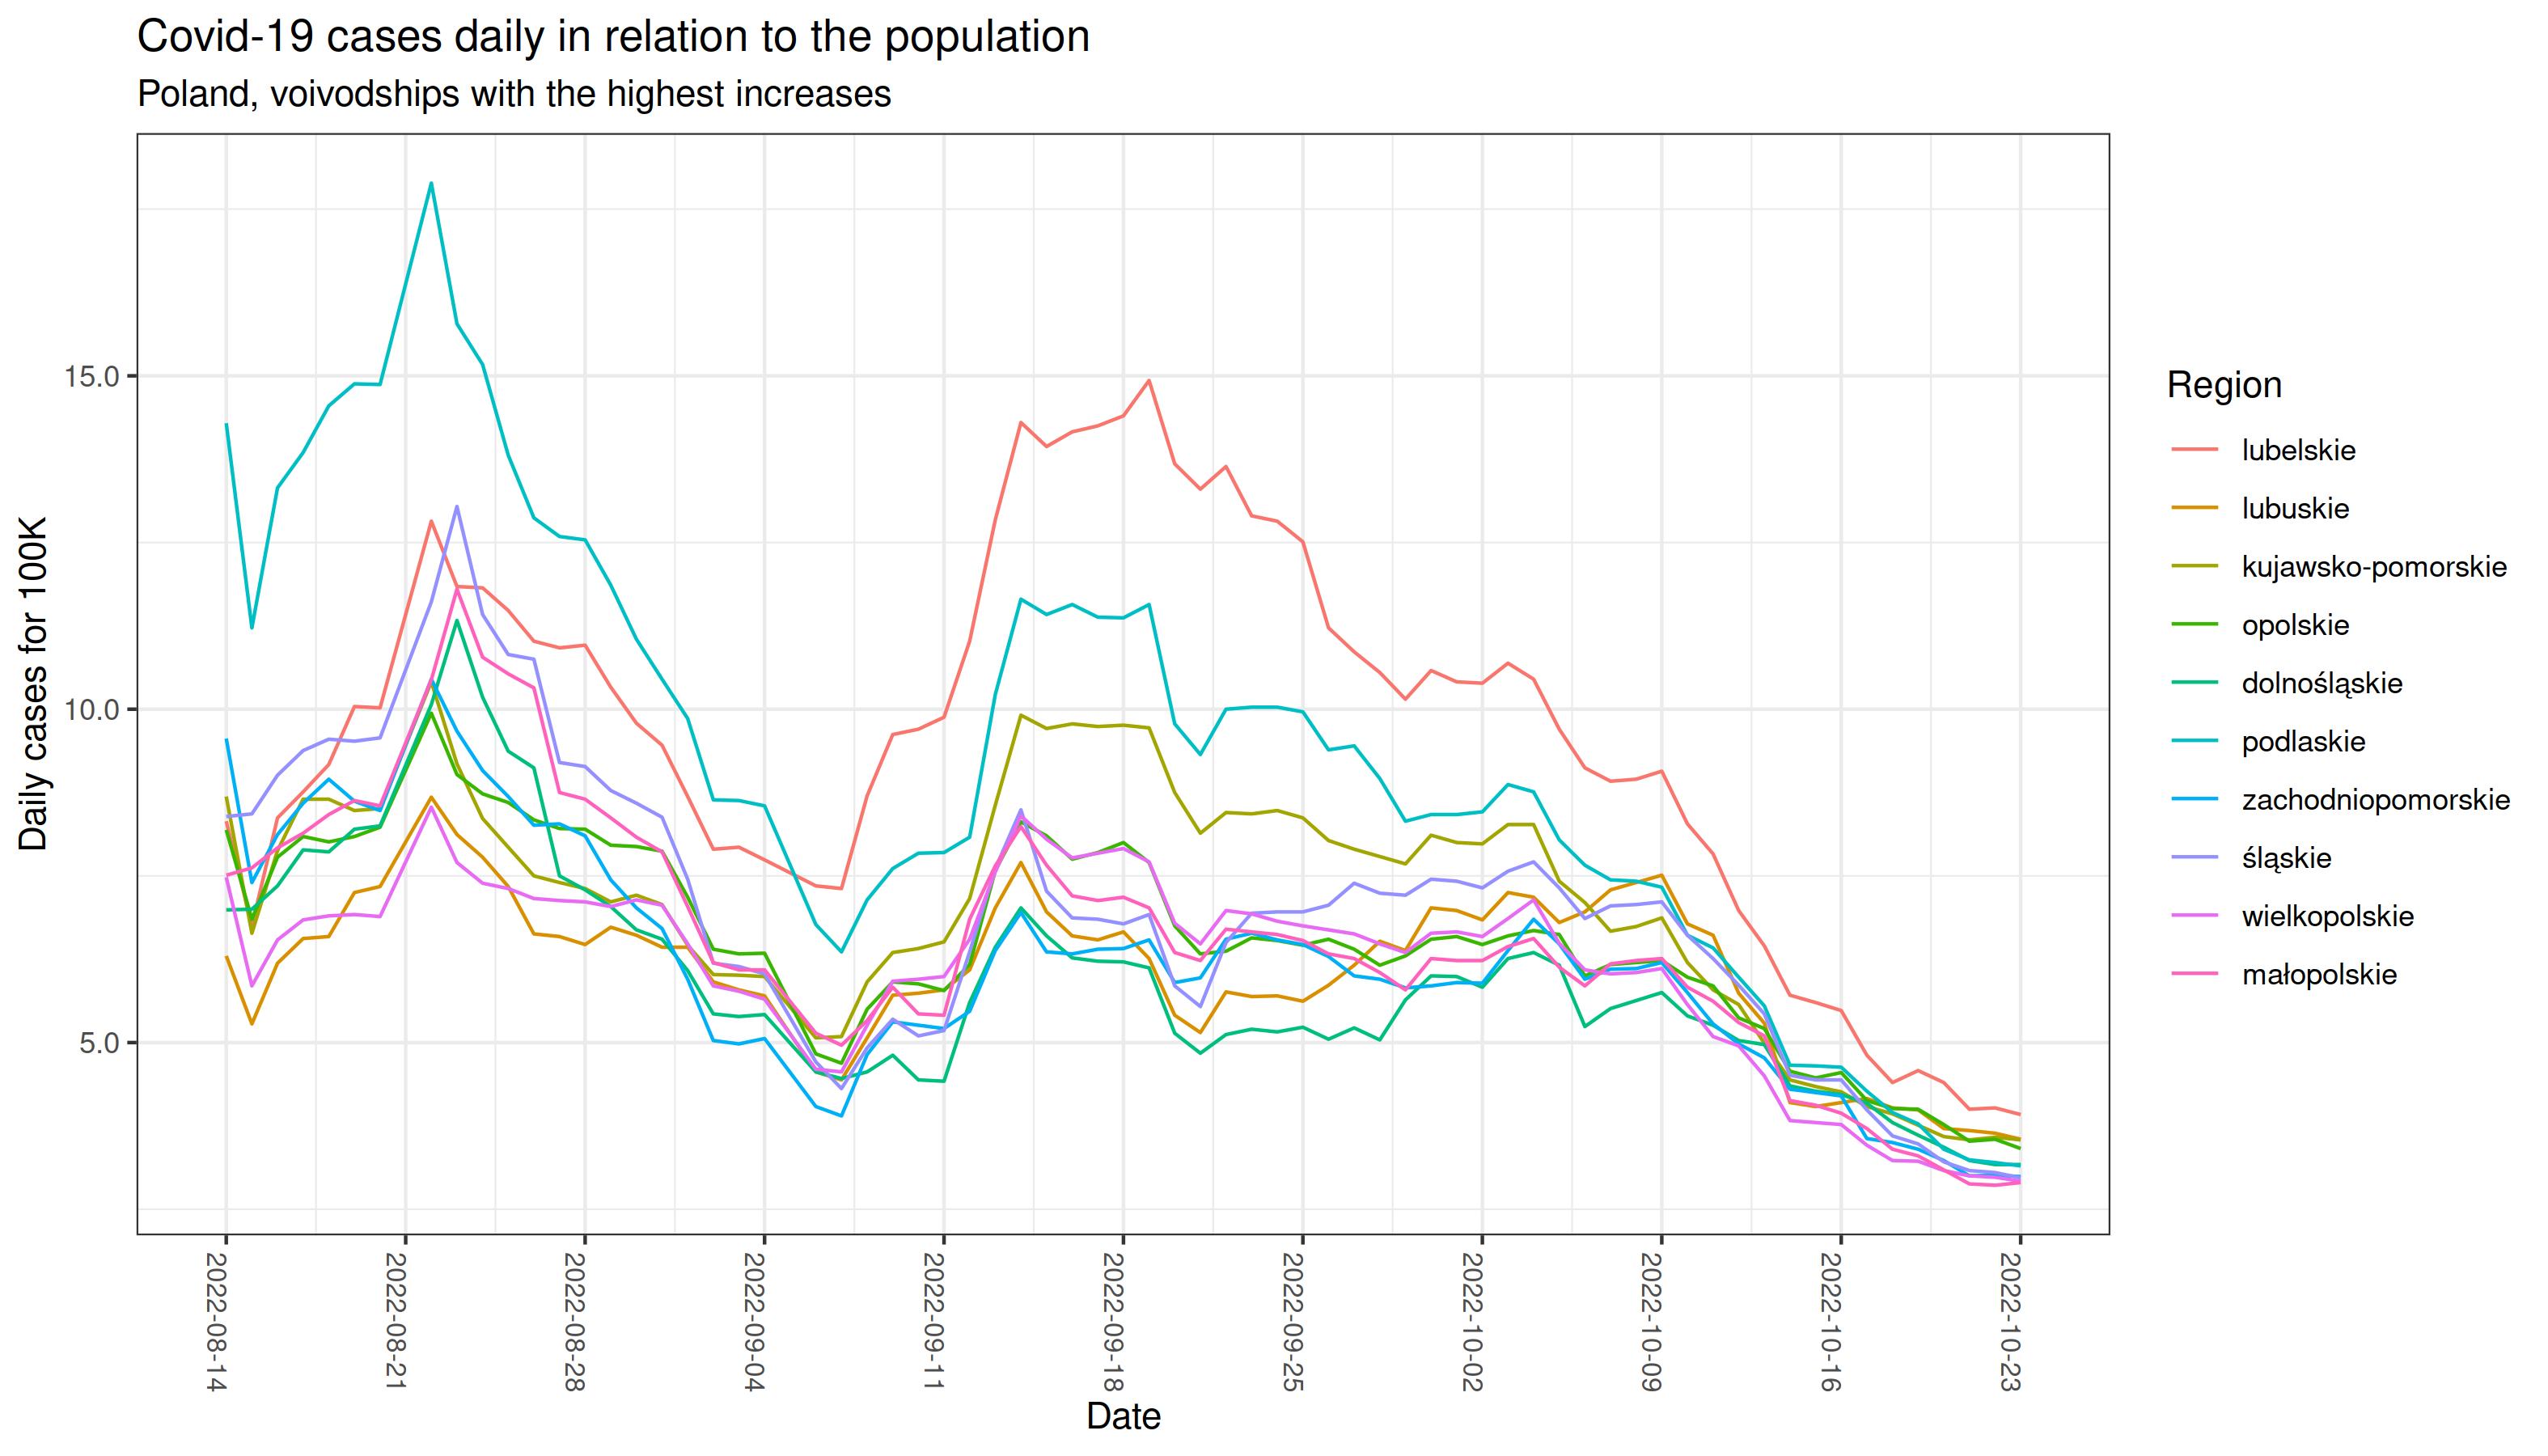 Covid-19 cases daily in relation to the population
Poland, voivodships with the highest increases
Daily cases for 100K
15.0
10.0
5.0
2022-08-14
2022-08-21
2022-08-28
2022-09-04
2022-09-11
2022-09-18
2022-09-25
2022-10-02
2022-10-09
2022-10-16
2022-10-23
Date
Region
lubelskie
lubuskie
kujawsko-pomorskie
opolskie
dolnośląskie
podlaskie
zachodniopomorskie
śląskie
wielkopolskie
małopolskie